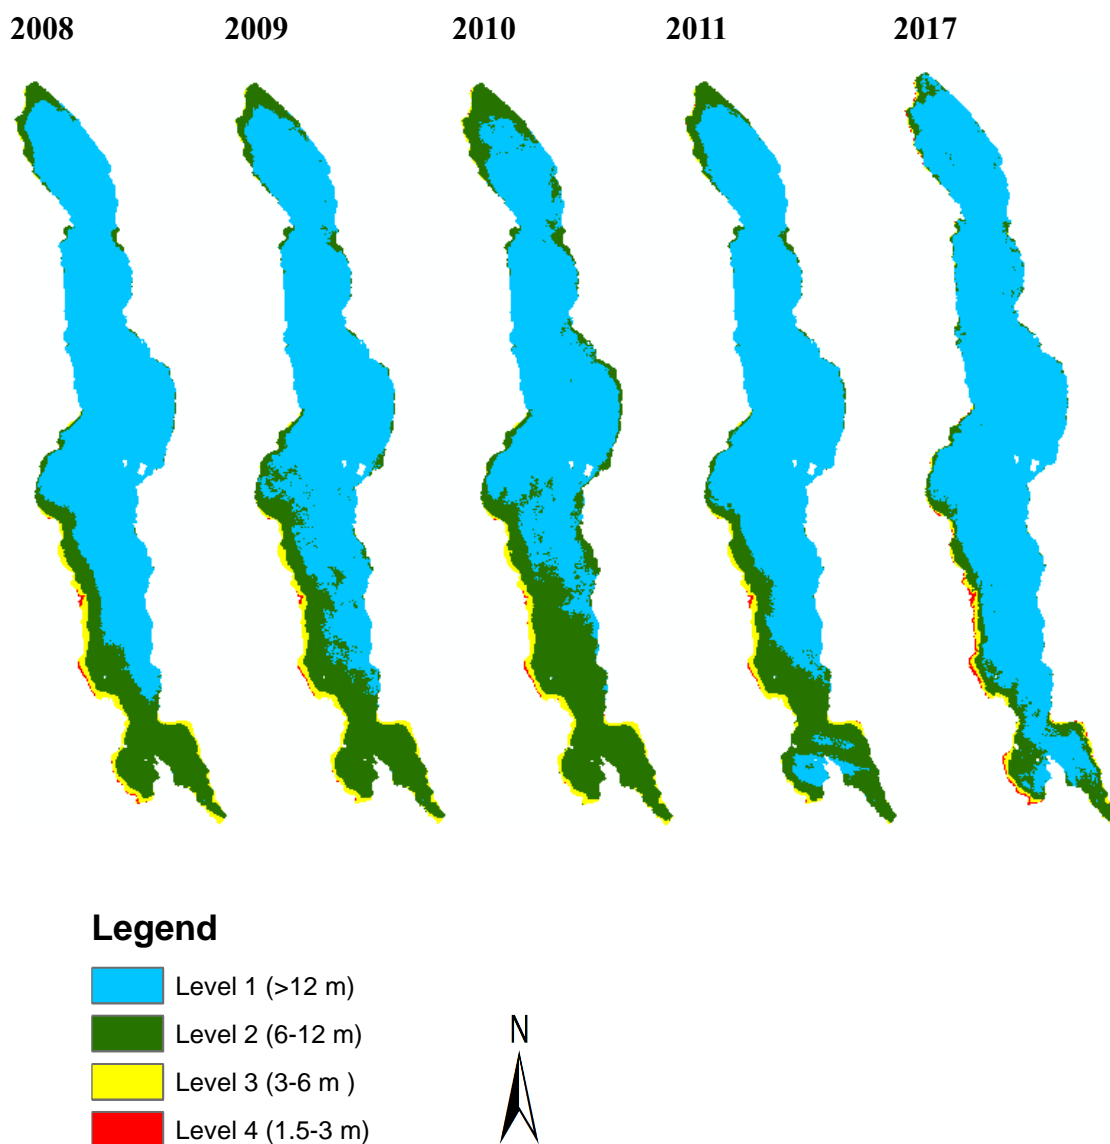 2008 2009 2010 2011 2017
Legend
Level 1 (>12 m)
Level 2 (6-12 m)
Level 3 (3-6 m )
Level 4 (1.5-3 m)
N